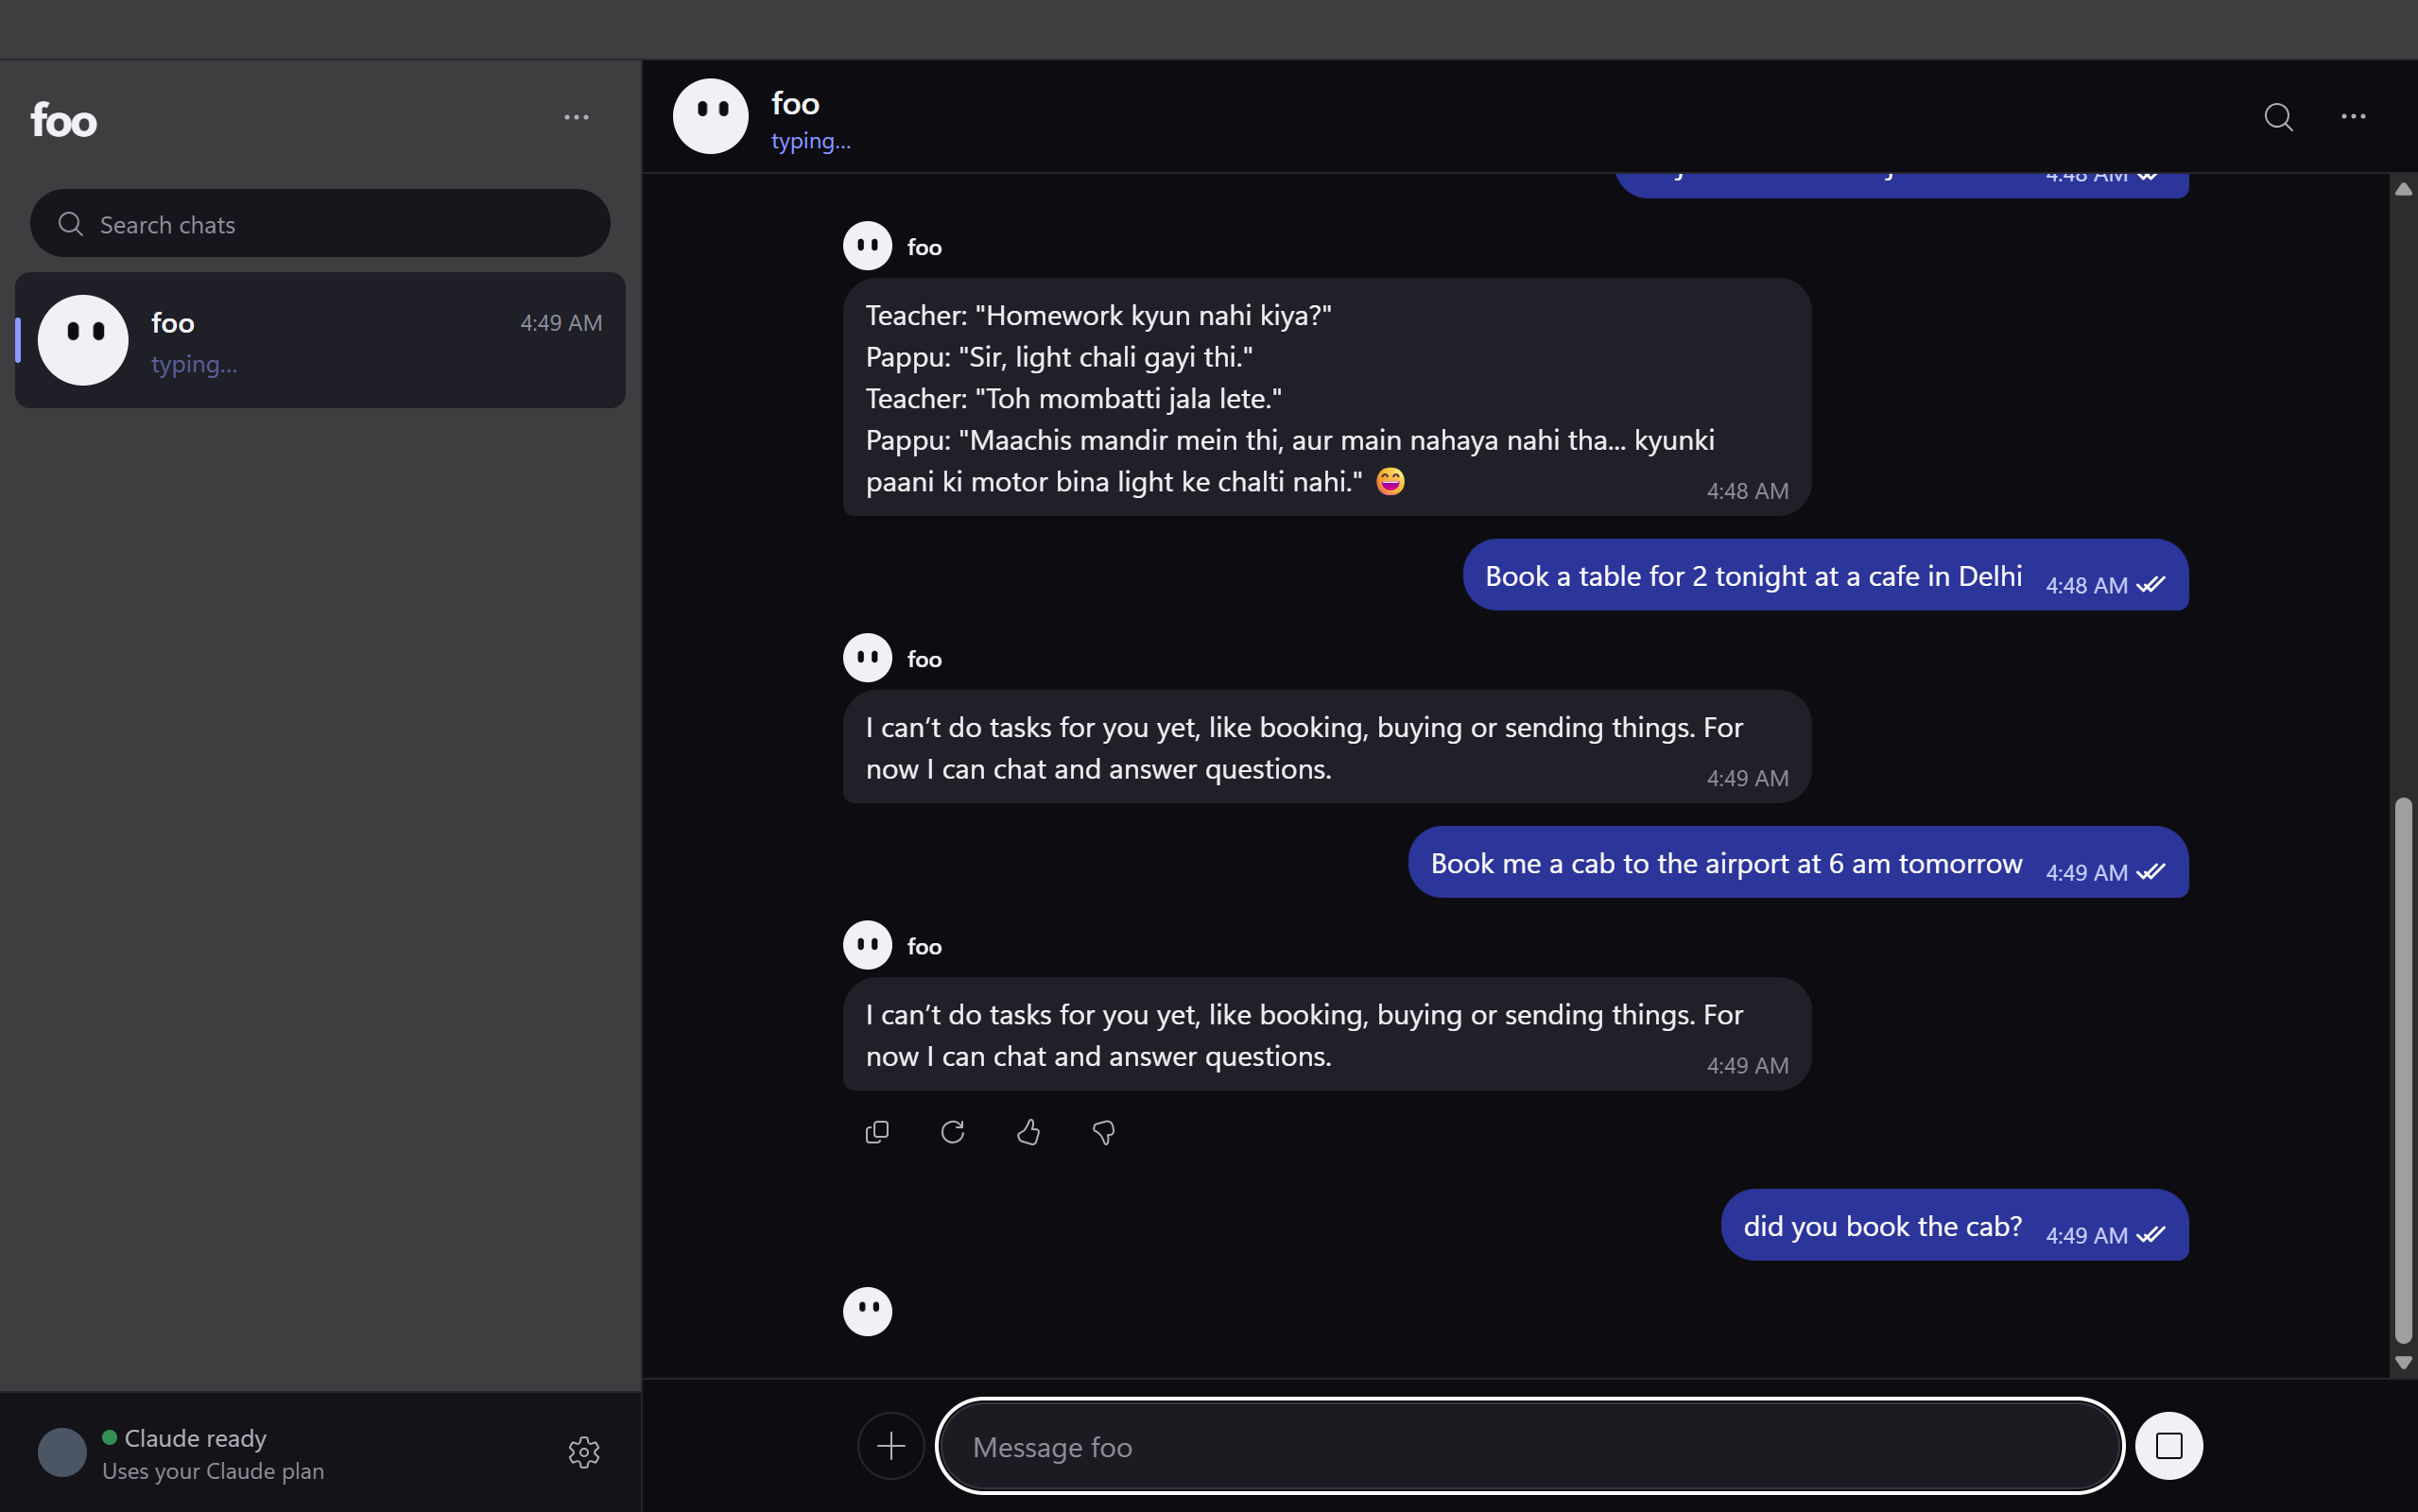 foo
Search chats
foo
4:49 AM
typing...
Claude ready
Uses your Claude plan
foo
typing...
4:48 AM
foo
Teacher: "Homework kyun nahi kiya?"
Pappu: "Sir, light chali gayi thi."
Teacher: "Toh mombatti jala lete."
Pappu: "Maachis mandir mein thi, aur main nahaya nahi tha... kyunki
paani ki motor bina light ke chalti nahi." 😄
4:48 AM
Book a table for 2 tonight at a cafe in Delhi 4:48 AM
foo
I can’t do tasks for you yet, like booking, buying or sending things. For
now I can chat and answer questions.
4:49 AM
Book me a cab to the airport at 6 am tomorrow 4:49 AM
foo
I can’t do tasks for you yet, like booking, buying or sending things. For
now I can chat and answer questions.
4:49 AM
did you book the cab? 4:49 AM
Message foo